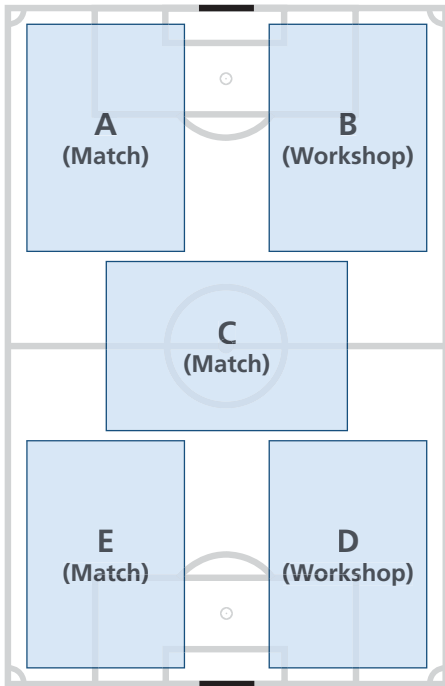 A
(Match)
B
(Workshop)
C
(Match)
E
(Match)
D
(Workshop)